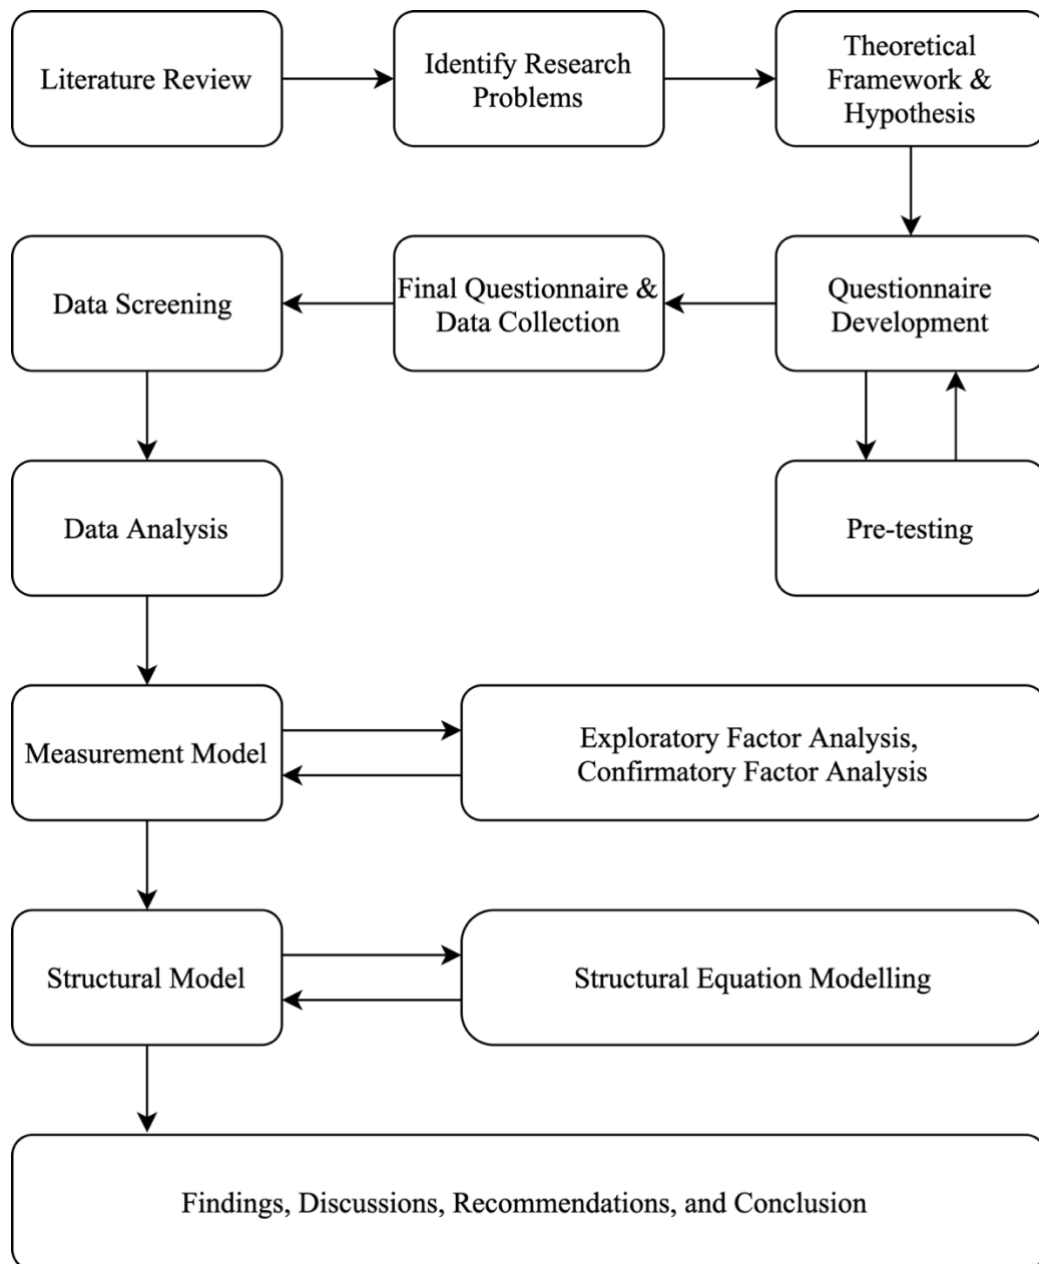 Literature Review
Identify Research
Problems
Theoretical
Framework &
Hypothesis
Data Screening
Final Questionnaire &
Data Collection
Questionnaire
Development
Data Analysis
Pre-testing
Measurement Model
Exploratory Factor Analysis,
Confirmatory Factor Analysis
Structural Model
Structural Equation Modelling
Findings, Discussions, Recommendations, and Conclusion